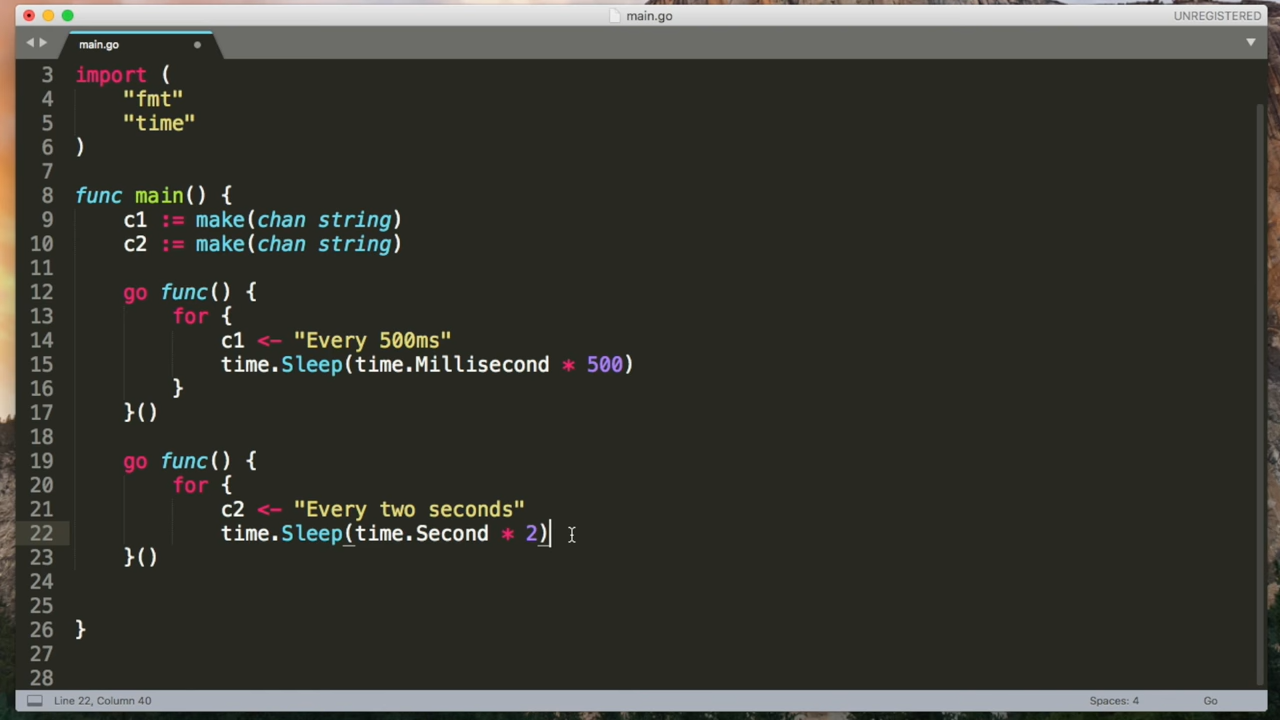 main.go
UNREGISTERED
main.go
3 import (
4     "fmt"
5     "time"
6 )
7
8 func main() {
9     c1 := make(chan string)
10     c2 := make(chan string)
11
12     go func() {
13         for {
14             c1 <- "Every 500ms"
15             time.Sleep(time.Millisecond * 500)
16         }
17     }()
18
19     go func() {
20         for {
21             c2 <- "Every two seconds"
22             time.Sleep(time.Second * 2)
23     }()
24
25
26 }
27
28
Line 22, Column 40
Spaces: 4
Go